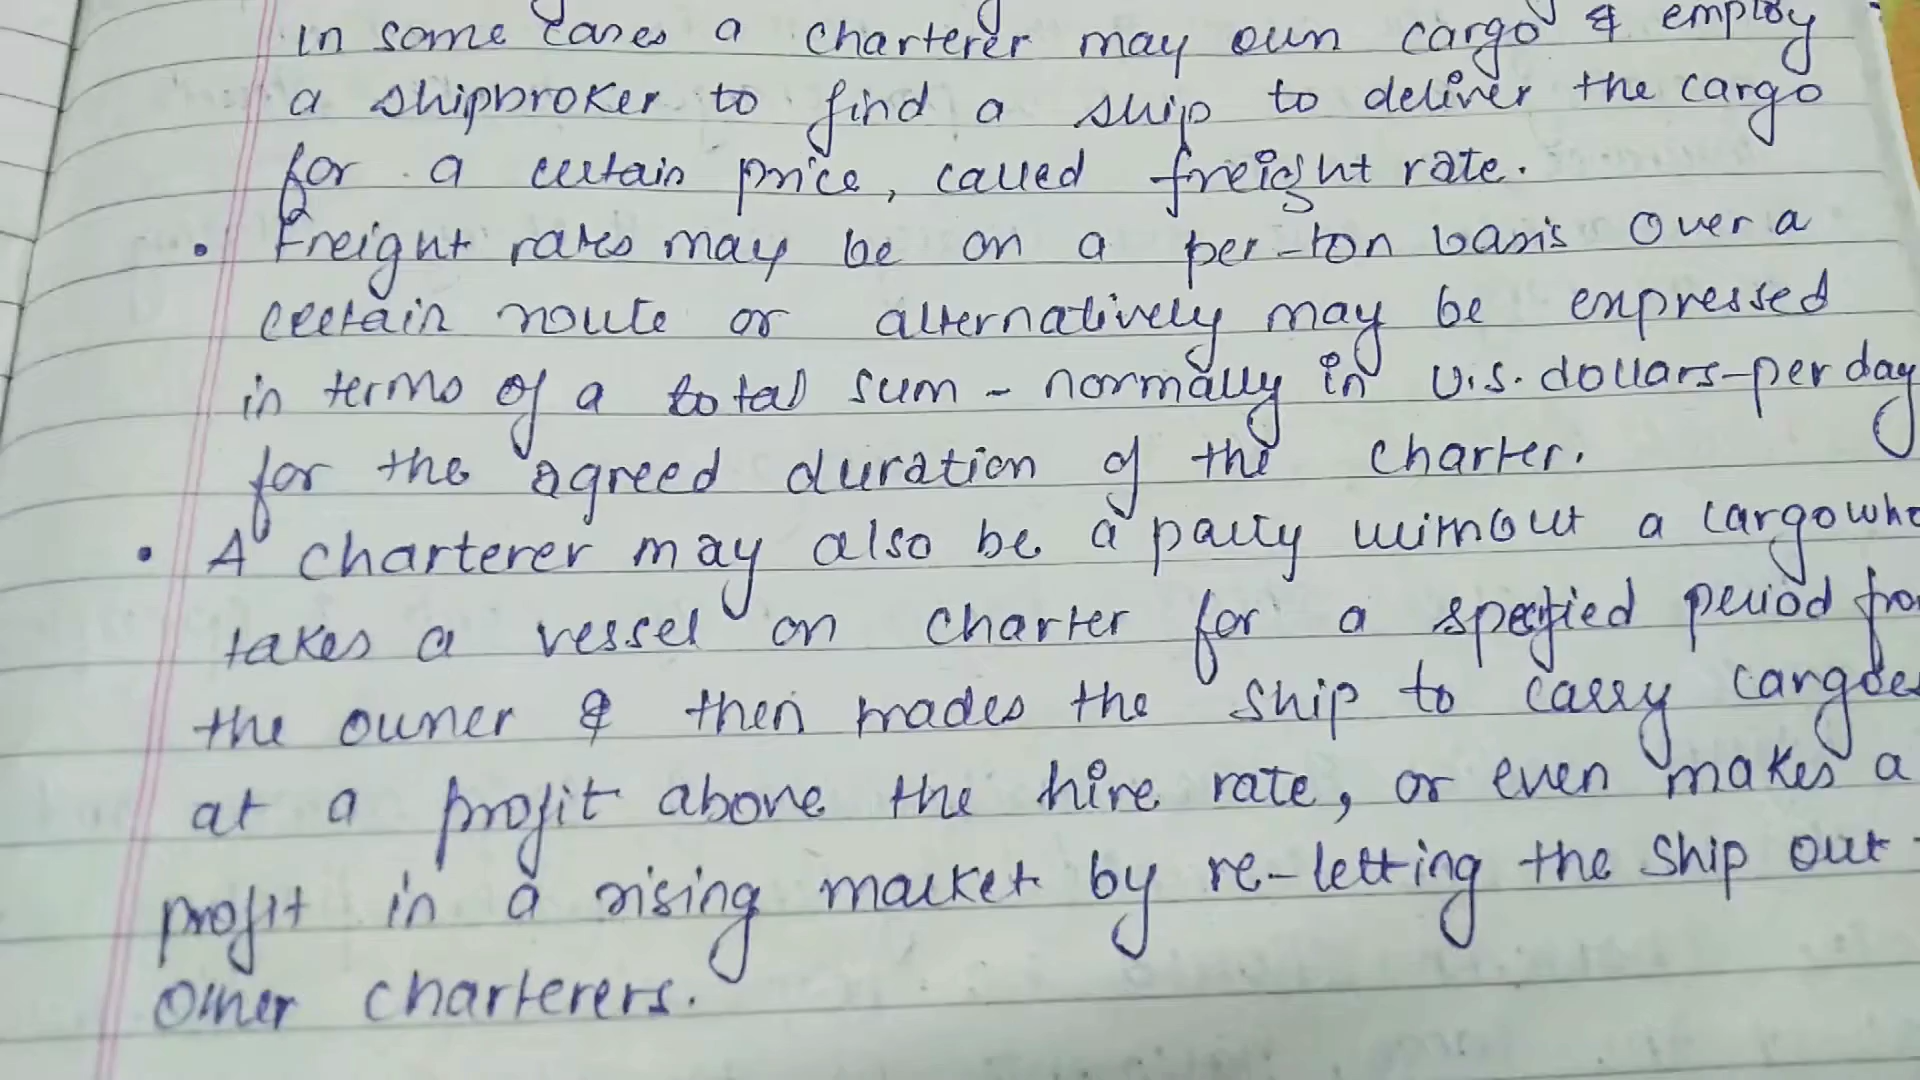 in some cases a charterer may own cargo & employ
a shipbroker to find a ship to deliver the cargo
for a certain price, called freight rate.
• Freight rates may be on a per-ton basis over a
certain route or alternatively may be expressed
in terms of a total sum - normally in U.S. dollars-per day
for the agreed duration of the charter.
• A charterer may also be a party without a cargo who
takes a vessel on charter for a specified period from
the owner & then trades the ship to carry cargoes
at a profit above the hire rate, or even makes a
profit in a rising market by re-letting the ship out
other charterers.